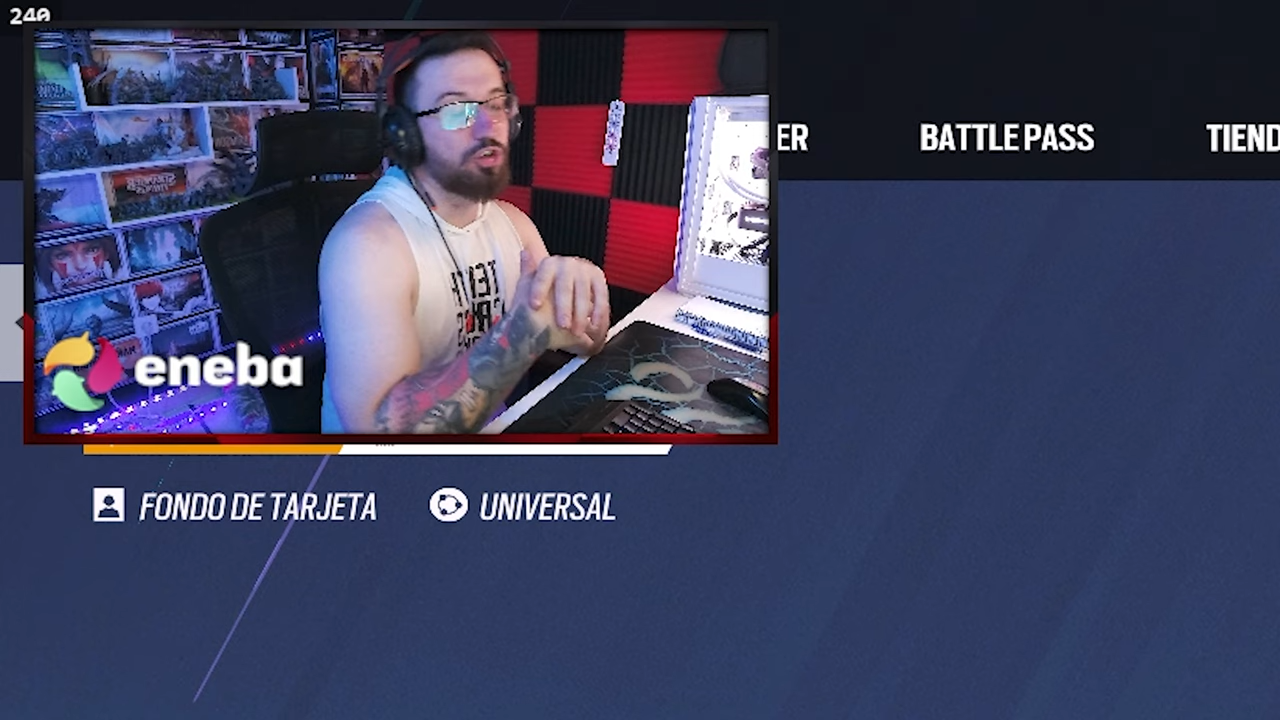 240
ER
BATTLE PASS
TIEND
eneba
FONDO DE TARJETA
UNIVERSAL